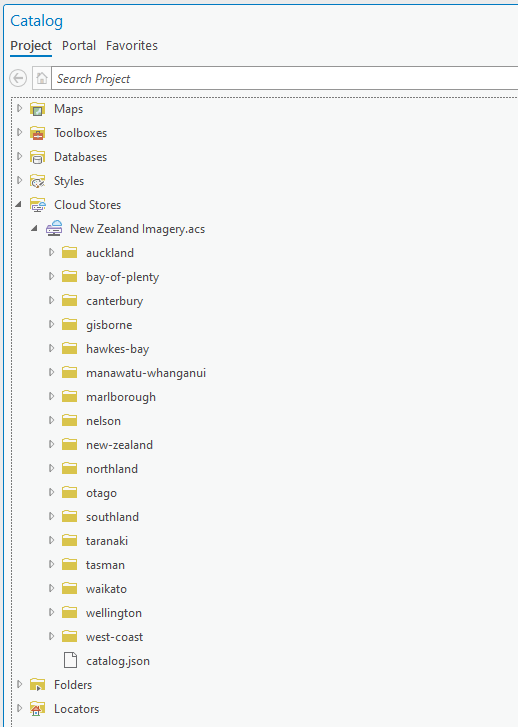 Catalog
Project Portal Favorites
Search Project
Maps
Toolboxes
Databases
Styles
Cloud Stores
New Zealand Imagery.acs
auckland
bay-of-plenty
canterbury
gisborne
hawkes-bay
manawatu-whanganui
marlborough
nelson
new-zealand
northland
otago
southland
taranaki
tasman
waikato
wellington
west-coast
catalog.json
Folders
Locators